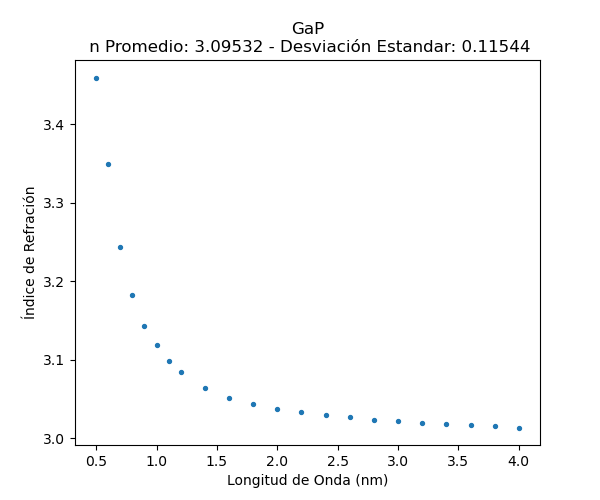 GaP
n Promedio: 3.09532 - Desviación Estandar: 0.11544
3.4
3.3
3.2
3.1
3.0
Índice de Refración
0.5 1.0 1.5 2.0 2.5 3.0 3.5 4.0
Longitud de Onda (nm)